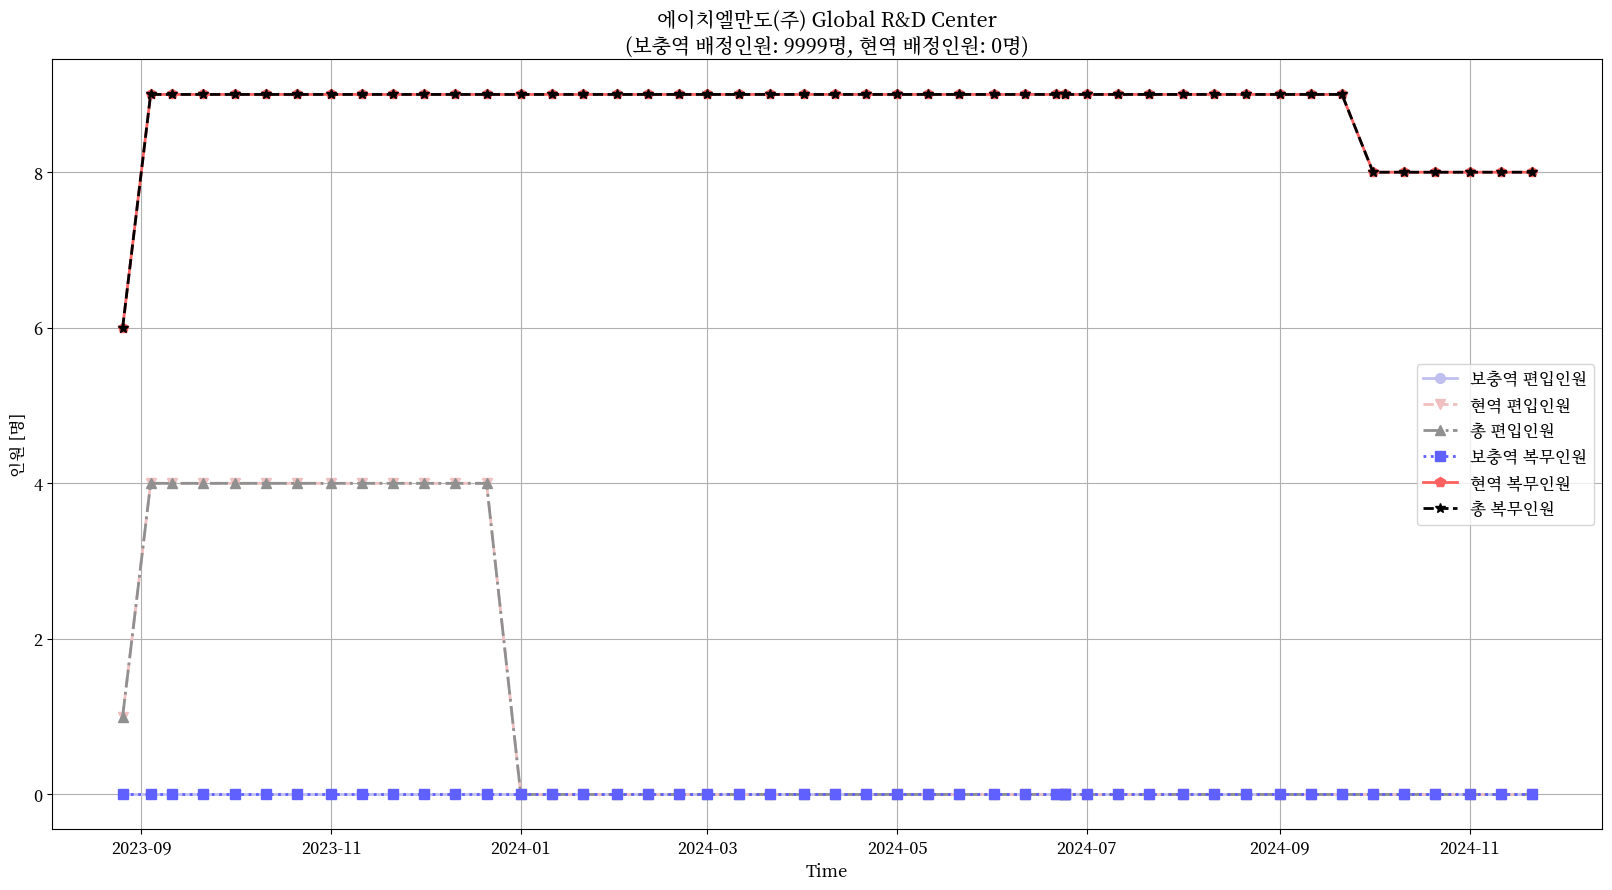 에이치엘만도(주) Global R&D Center
(보충역 배정인원: 9999명, 현역 배정인원: 0명)
인원 [명]
8
6
4
2
0
보충역 편입인원
현역 편입인원
총 편입인원
보충역 복무인원
현역 복무인원
총 복무인원
2023-09 2023-11 2024-01 2024-03 2024-05 2024-07 2024-09 2024-11
Time